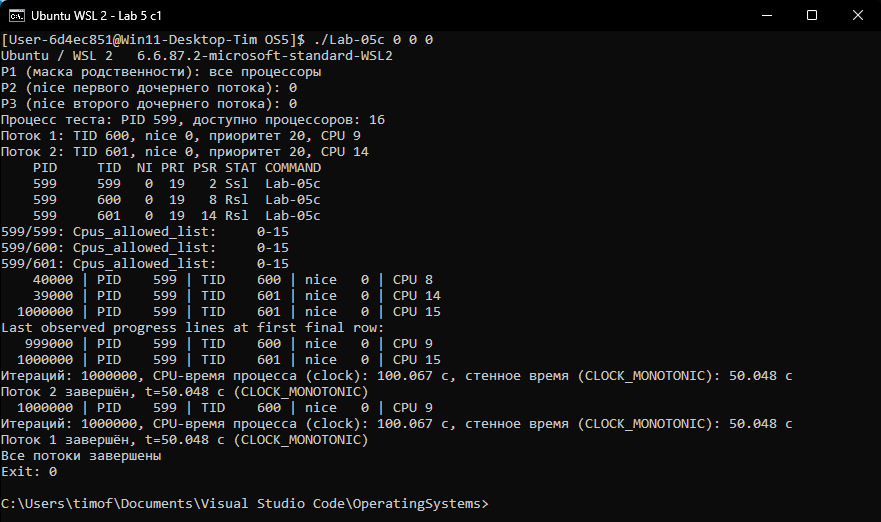 Ubuntu WSL 2 - Lab 5 c1
[User-6d4ec851@Win11-Desktop-Tim OS5]$ ./Lab-05c 0 0 0
Ubuntu / WSL 2   6.6.87.2-microsoft-standard-WSL2
P1 (маска родственности): все процессоры
P2 (nice первого дочернего потока): 0
P3 (nice второго дочернего потока): 0
Процесс теста: PID 599, доступно процессоров: 16
Поток 1: TID 600, nice 0, приоритет 20, CPU 9
Поток 2: TID 601, nice 0, приоритет 20, CPU 14
    PID     TID  NI PRI PSR STAT COMMAND
    599     599   0  19   2 Ssl  Lab-05c
    599     600   0  19   8 Rsl  Lab-05c
    599     601   0  19  14 Rsl  Lab-05c
599/599: Cpus_allowed_list:     0-15
599/600: Cpus_allowed_list:     0-15
599/601: Cpus_allowed_list:     0-15
    40000 | PID    599 | TID    600 | nice   0 | CPU 8
    39000 | PID    599 | TID    601 | nice   0 | CPU 14
  1000000 | PID    599 | TID    601 | nice   0 | CPU 15
Last observed progress lines at first final row:
   999000 | PID    599 | TID    600 | nice   0 | CPU 9
  1000000 | PID    599 | TID    601 | nice   0 | CPU 15
Итераций: 1000000, CPU-время процесса (clock): 100.067 с, стенное время (CLOCK_MONOTONIC): 50.048 с
Поток 2 завершён, t=50.048 с (CLOCK_MONOTONIC)
  1000000 | PID    599 | TID    600 | nice   0 | CPU 9
Итераций: 1000000, CPU-время процесса (clock): 100.067 с, стенное время (CLOCK_MONOTONIC): 50.048 с
Поток 1 завершён, t=50.048 с (CLOCK_MONOTONIC)
Все потоки завершены
Exit: 0
C:\Users\timof\Documents\Visual Studio Code\OperatingSystems>